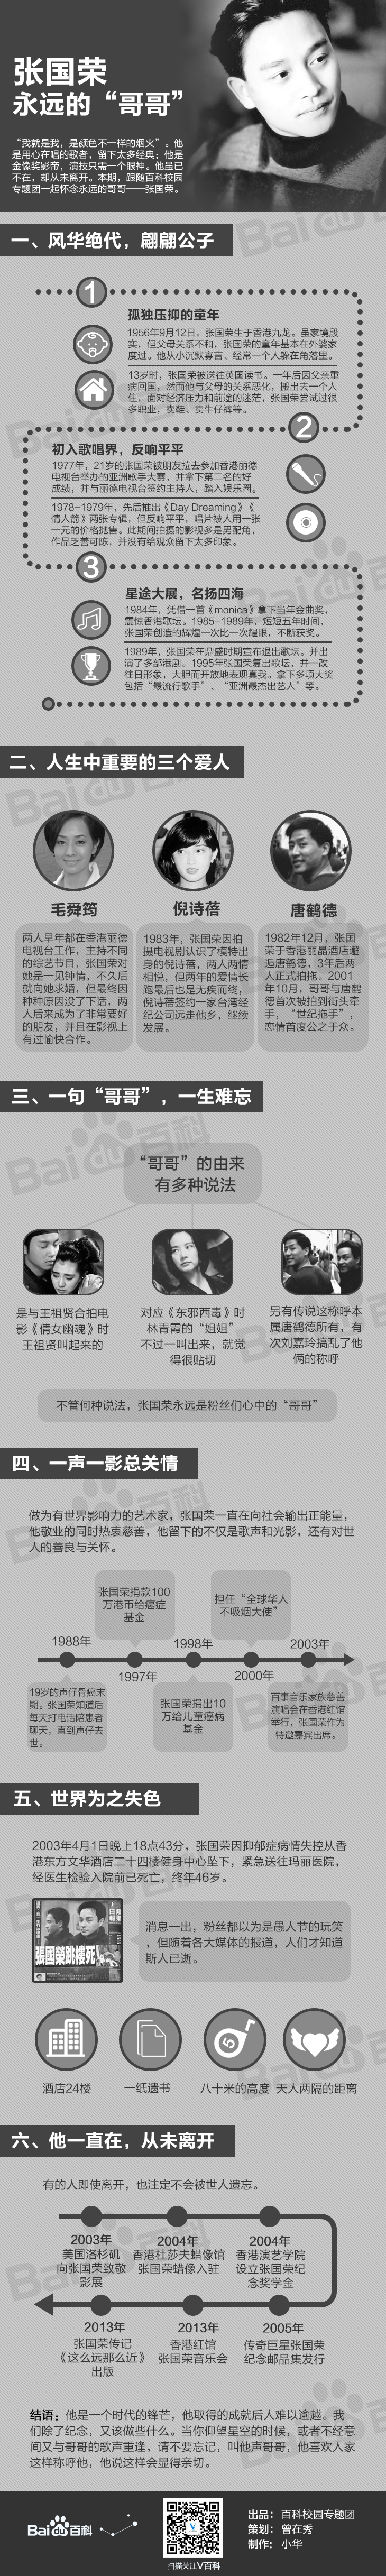 张国荣
永远的“哥哥”
“我就是我，是颜色不一样的烟火”。他
是用心在唱的歌者，留下太多经典；他是
金像奖影帝，演技只需一个眼神。他虽已
不在，却从未离开。本期，跟随百科校园
专题团一起怀念永远的哥哥——张国荣。
一、风华绝代，翩翩公子
1
孤独压抑的童年
1956年9月12日，张国荣生于香港九龙。虽家境殷
实，但父母关系不和，张国荣的童年基本在外婆家
度过。他从小沉默寡言、经常一个人躲在角落里。
13岁时，张国荣被送往英国读书。一年后因父亲重
病回国，然而他与父母的关系恶化，搬出去一个人
住，面对经济压力和前途的迷茫，张国荣尝试过很
多职业，卖鞋、卖牛仔裤等。
2
初入歌唱界，反响平平
1977年，21岁的张国荣被朋友拉去参加香港丽德
电视台举办的亚洲歌手大赛，并拿下第二名的好
成绩，并与丽德电视台签约主持人，踏入娱乐圈。
1978-1979年，先后推出《Day Dreaming》《
情人箭》两张专辑，但反响平平，唱片被人用一张
一元的价格抛售。此期间拍摄的影视多是男配角，
作品乏善可陈，并没有给观众留下太多印象。
3
星途大展，名扬四海
1984年，凭借一首《monica》拿下当年金曲奖，
震惊香港歌坛。1985-1989年，短短五年时间，
张国荣创造的辉煌一次比一次耀眼，不断获奖。
1989年，张国荣在鼎盛时期宣布退出歌坛。并出
演了多部港剧。1995年张国荣复出歌坛，并一改
往日形象，大胆而开放地表现真我。拿下多项大奖
包括“最流行歌手”、“亚洲最杰出艺人”等。
二、人生中重要的三个爱人
毛舜筠
两人早年都在香港丽德
电视台工作，主持不同
的综艺节目，张国荣对
她是一见钟情，不久后
就向她求婚，但最终因
种种原因没了下话，两
人后来成为了非常要好
的朋友，并且在影视上
有过愉快合作。
倪诗蓓
1983年，张国荣因拍
摄电视剧认识了模特出
身的倪诗蓓，两人两情
相悦，但两年的爱情长
跑最后也是无疾而终，
倪诗蓓签约一家台湾经
纪公司远走他乡，继续
发展。
唐鹤德
1982年12月，张国荣
于香港丽晶酒店邂
逅唐鹤德，3年后两
人正式拍拖。2001
年10月，哥哥与唐鹤
德首次被拍到街头牵
手，“世纪拖手”，
恋情首度公之于众。
三、一句“哥哥”，一生难忘
“哥哥”的由来
有多种说法
是与王祖贤合拍电
影《倩女幽魂》时
王祖贤叫起来的
对应《东邪西毒》时
林青霞的“姐姐”
不过一叫出来，就觉
得很贴切
另有传说这种称呼本
属唐鹤德所有，有
次刘嘉玲搞乱了他
俩的称呼
不管何种说法，张国荣永远是粉丝们心中的“哥哥”
四、一声一影总关情
做为有世界影响力的艺术家，张国荣一直在向社会输出正能量，
他敬业的同时热衷慈善，他留下的不仅是歌声和光影，还有对世
人的善良与关怀。
1988年
19岁的声仔骨癌末
期。张国荣知道后
每天打电话陪患者
聊天，直到声仔去
世。
张国荣捐款100
万港币给癌症
基金
1997年
1998年
张国荣捐出10
万给儿童癌病
基金
担任“全球华人
不吸烟大使”
2000年
2003年
百事音乐家族慈善
演唱会在香港红馆
举行，张国荣作为
特邀嘉宾出席。
五、世界为之失色
2003年4月1日晚上18点43分，张国荣因抑郁症病情失控从香
港东方文华酒店二十四楼健身中心坠下，紧急送往玛丽医院，
经医生检验入院前已死亡，终年46岁。
張國榮跳樓死
消息一出，粉丝都以为是愚人节的玩笑
，但随着各大媒体的报道，人们才知道
斯人已逝。
酒店24楼
一纸遗书
5
八十米的高度
天人两隔的距离
六、他一直在，从未离开
有的人即使离开，也注定不会被世人遗忘。
2003年
美国洛杉矶
向张国荣致敬
影展
2004年
香港杜莎夫蜡像馆
张国荣蜡像入驻
2004年
香港演艺学院
设立张国荣纪
念奖学金
2013年
张国荣传记
《这么远那么近》
出版
2013年
香港红馆
张国荣音乐会
2005年
传奇巨星张国荣
纪念邮品集发行
结语：他是一个时代的锋芒，他取得的成就后人难以逾越。我
们除了纪念，又该做些什么。当你仰望星空的时候，或者不经意
间又与哥哥的歌声重逢，请不要忘记，叫他声哥哥，他喜欢人家
这样称呼他，他说这样会显得亲切。
Baidu百科
扫描关注V百科
出品：百科校园专题团
策划：曾在秀
制作：小华